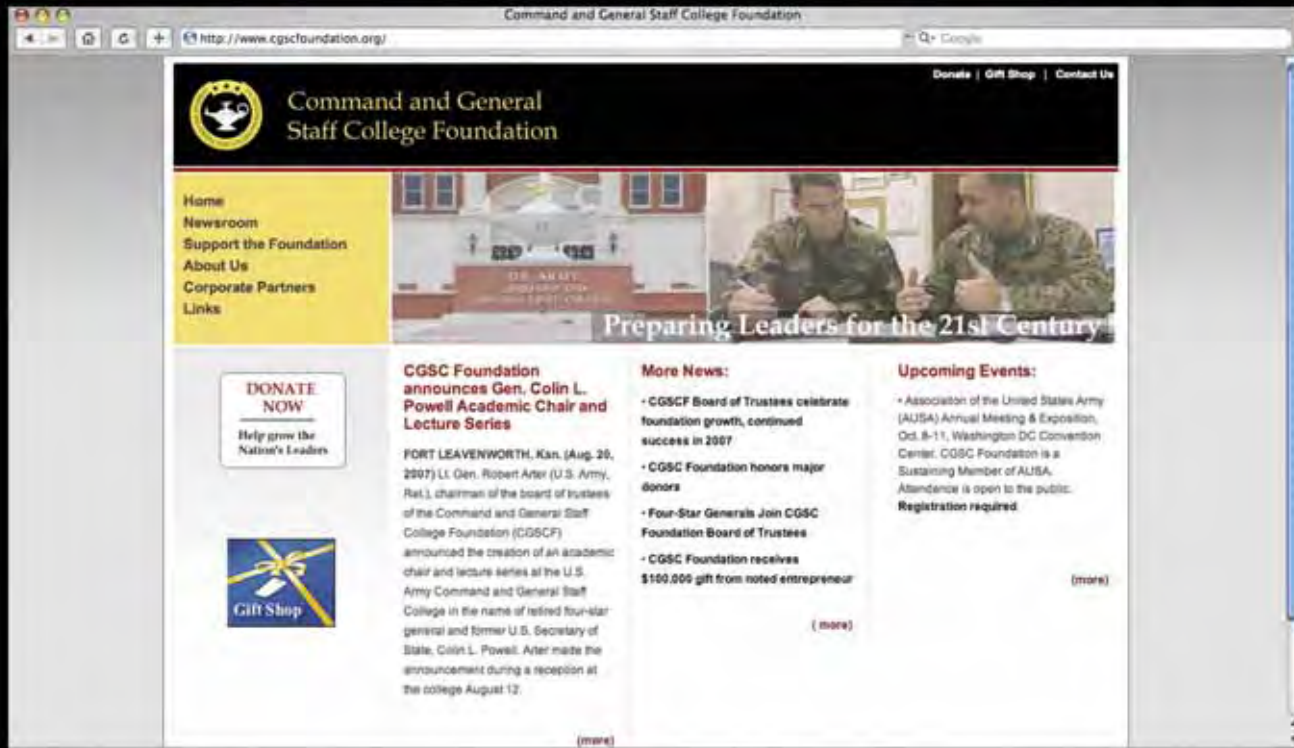 Command and General Staff College Foundation
http://www.cgscfoundation.org/
Google
Donate | Gift Shop | Contact Us
Command and General
Staff College Foundation
Home
Newsroom
Support the Foundation
About Us
Corporate Partners
Links
U.S. ARMY
Preparing Leaders for the 21st Century
DONATE
NOW
Help grow the
Nation's Leaders
Gift Shop
CGSC Foundation
announces Gen. Colin L.
Powell Academic Chair and
Lecture Series
FORT LEAVENWORTH, Kan. (Aug. 20,
2007) Lt. Gen. Robert Arter (U.S. Army,
Ret.), chairman of the board of trustees
of the Command and General Staff
College Foundation (CGSCF)
announced the creation of an academic
chair and lecture series at the U.S.
Army Command and General Staff
College in the name of retired four-star
general and former U.S. Secretary of
State, Colin L. Powell. Arter made the
announcement during a reception at
the college August 12.
(more)
More News:
• CGSCF Board of Trustees celebrate
foundation growth, continued
success in 2007
• CGSC Foundation honors major
donors
• Four-Star Generals Join CGSC
Foundation Board of Trustees
• CGSC Foundation receives
$100,000 gift from noted entrepreneur
( more)
Upcoming Events:
• Association of the United States Army
(AUSA) Annual Meeting & Exposition,
Oct. 8-11, Washington DC Convention
Center. CGSC Foundation is a
Sustaining Member of AUSA.
Attendence is open to the public.
Registration required
(more)